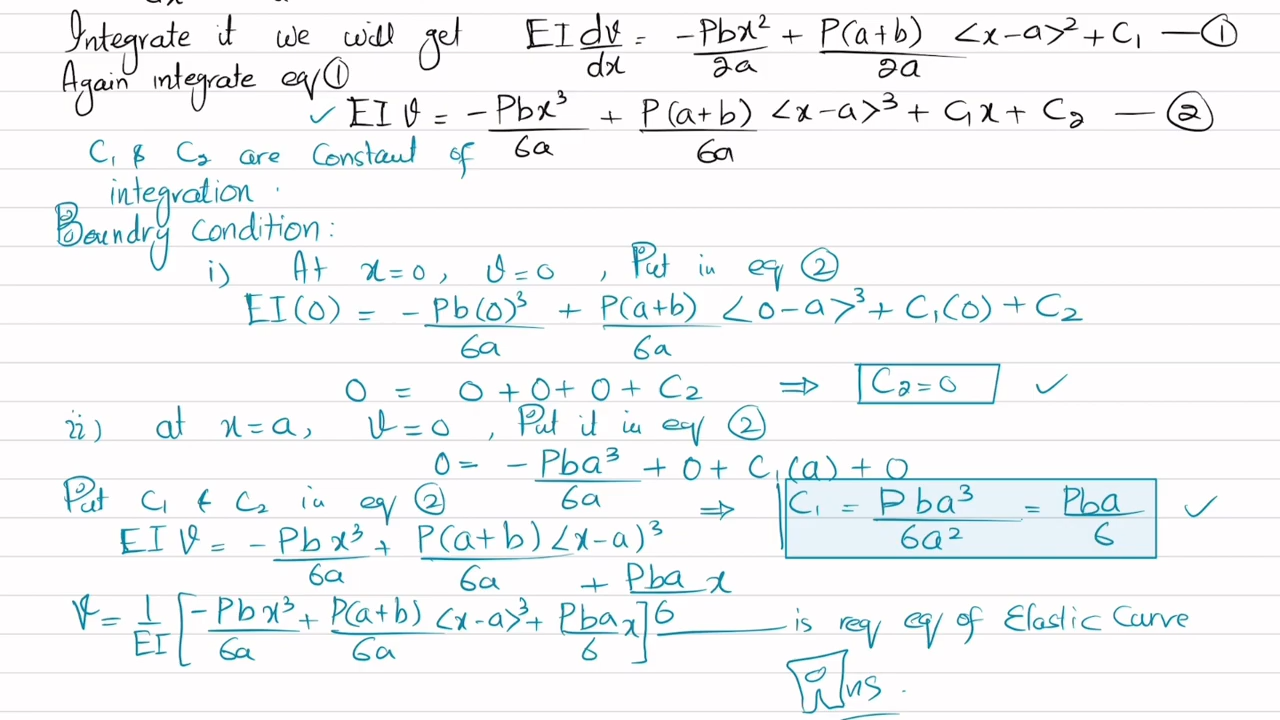 Integrate it we will get EI dv/dx = -Pbx²/2a + P(a+b)/2a <x-a>² + C₁ — ①
Again integrate eq ①
✓ EI v = -Pbx³/6a + P(a+b)/6a <x-a>³ + C₁x + C₂ — ②
C₁ & C₂ are Constant of
integration.
Boundry Condition:
i) At x=0, v=0, Put in eq ②
EI(0) = -Pb(0)³/6a + P(a+b)/6a <0-a>³ + C₁(0) + C₂
0 = 0+0+0+C₂ ⇒ C₂=0 ✓
ii) at x=a, v=0, Put it in eq ②
0 = -Pba³/6a + 0 + C₁(a) + 0
⇒ C₁ = Pba³/6a² = Pba/6 ✓
Put C₁ & C₂ in eq ②
EI v = -Pbx³/6a + P(a+b)/6a <x-a)³ + Pba/6 x
v = 1/EI [-Pbx³/6a + P(a+b)/6a <x-a>³ + Pba/6 x] — is req eq of Elastic Curve
Ans.